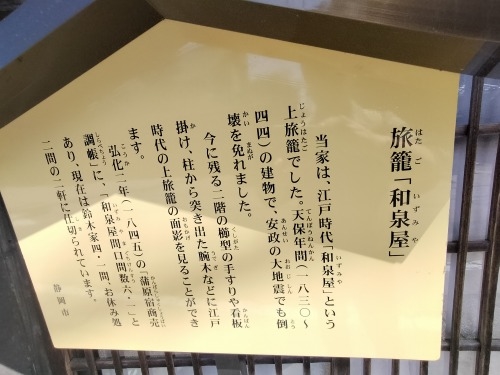 旅籠「和泉屋」
当家は、江戸時代「和泉屋」という
上旅籠でした。天保年間(一八三〇〜
四四)の建物で、安政の大地震でも倒
壊を免れました。
今に残る二階の櫛型の手すりや看板
掛け、柱から突き出た腕木などに江戸
時代の上旅籠の面影を見ることができ
ます。
弘化二年(一八四五)の「蒲原宿商売
調帳」に、「和泉屋間口間数六・一」と
あり、現在は鈴木家四・一間、お休み処
二間の二軒に仕切られています。
静岡市